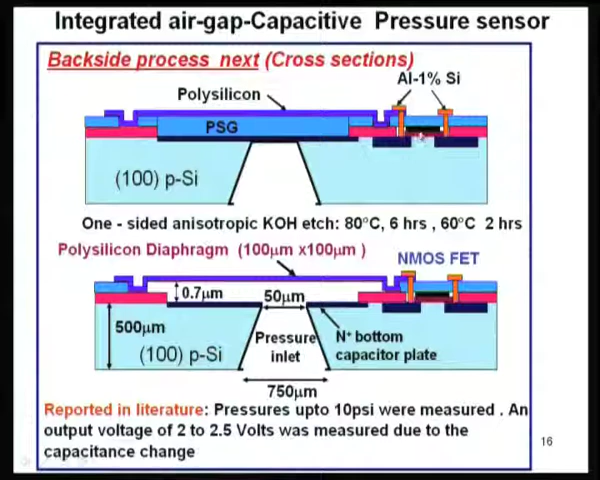 Integrated air-gap-Capacitive Pressure sensor
Backside process next (Cross sections)
Al-1% Si
Polysilicon
PSG
(100) p-Si
One - sided anisotropic KOH etch: 80°C, 6 hrs , 60°C 2 hrs
Polysilicon Diaphragm (100µm x100µm )
NMOS FET
0.7µm
50µm
500µm
Pressure
inlet
N⁺ bottom
capacitor plate
(100) p-Si
750µm
Reported in literature: Pressures upto 10psi were measured . An
output voltage of 2 to 2.5 Volts was measured due to the
capacitance change
16